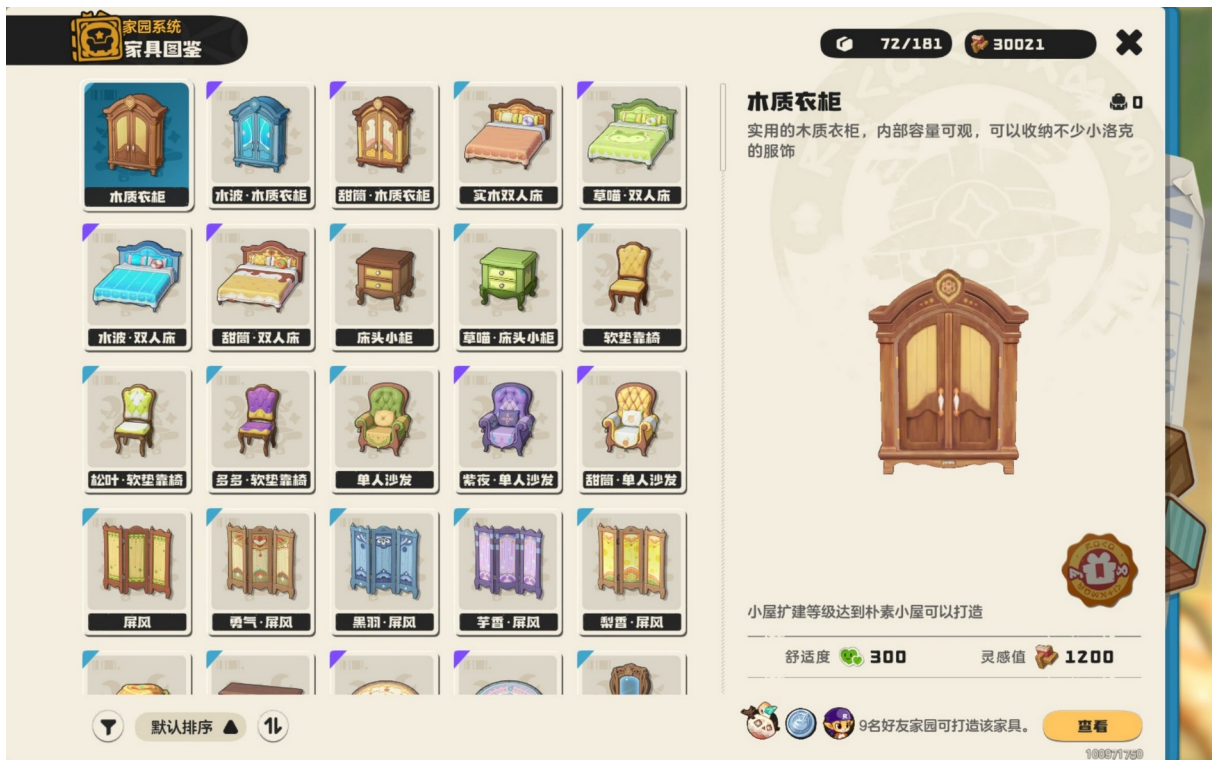 家园系统
家具图鉴
72/181
30021
木质衣柜
0
实用的木质衣柜，内部容量可观，可以收纳不少小洛克
的服饰
木质衣柜
水波·木质衣柜
甜筒·木质衣柜
实木双人床
草喵·双人床
水波·双人床
甜筒·双人床
床头小柜
草喵·床头小柜
软垫靠椅
松叶·软垫靠椅
多多·软垫靠椅
单人沙发
紫夜·单人沙发
甜筒·单人沙发
屏风
勇气·屏风
黑羽·屏风
芋香·屏风
梨香·屏风
小屋扩建等级达到朴素小屋可以打造
舒适度
300
灵感值
1200
默认排序
9名好友家园可打造该家具。
查看